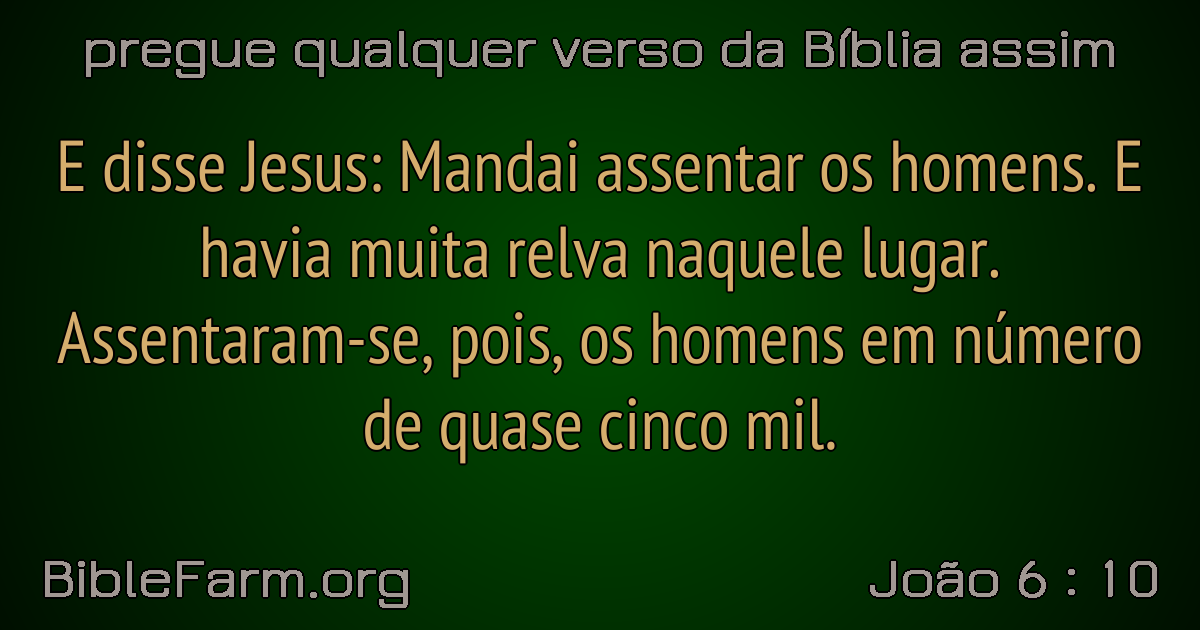 pregue qualquer verso da Bíblia assim
E disse Jesus: Mandai assentar os homens. E
havia muita relva naquele lugar.
Assentaram-se, pois, os homens em número
de quase cinco mil.
BibleFarm.org
João 6 : 10